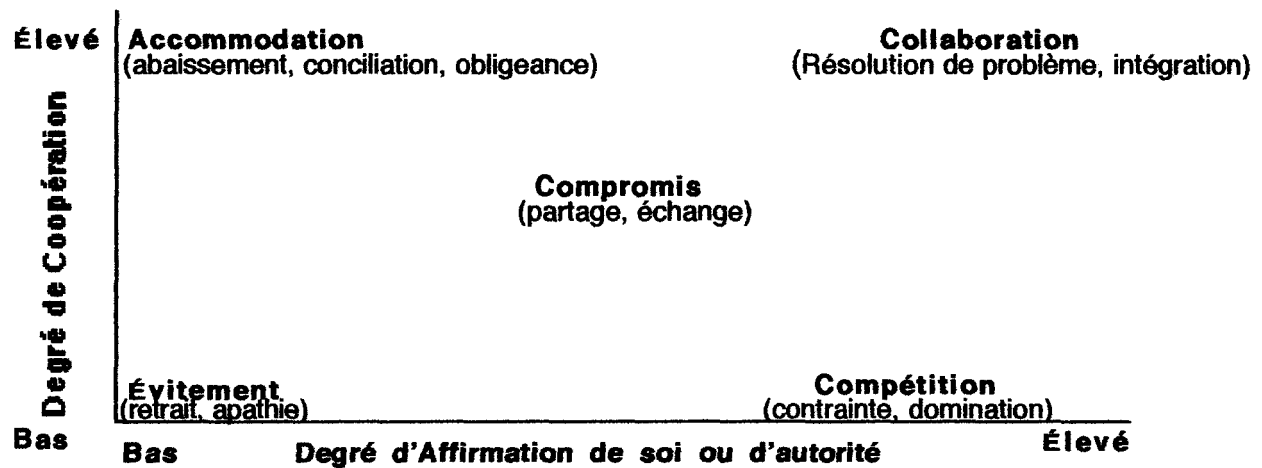 Élevé
Accommodation
(abaissement, conciliation, obligeance)
Collaboration
(Résolution de problème, intégration)
Degré de Coopération
Compromis
(partage, échange)
Évitement
(retrait, apathie)
Compétition
(contrainte, domination)
Bas
Bas
Degré d'Affirmation de soi ou d'autorité
Élevé